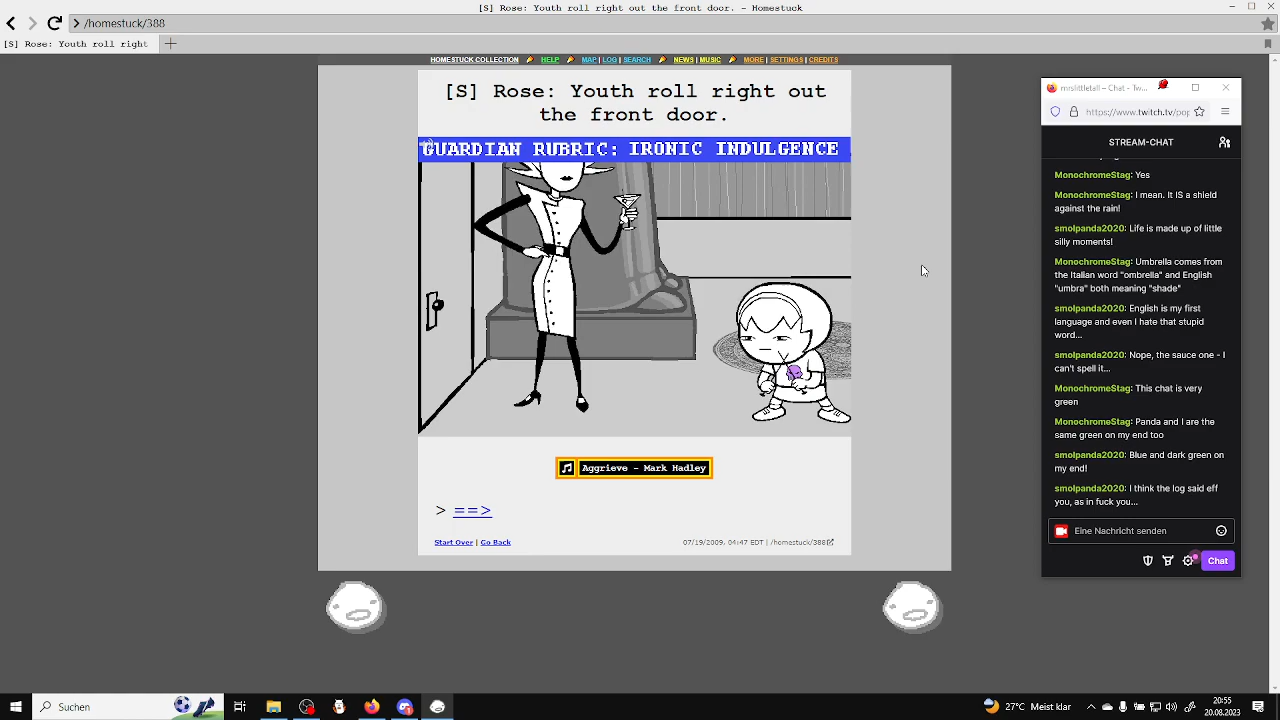 [S] Rose: Youth roll right out the front door. - Homestuck
/homestuck/388
[S] Rose: Youth roll right
HOMESTUCK COLLECTION HELP MAP | LOG | SEARCH NEWS | MUSIC MORE | SETTINGS | CREDITS
[S] Rose: Youth roll right out
the front door.
GUARDIAN RUBRIC: IRONIC INDULGENCE
Aggrieve - Mark Hadley
> ==>
Start Over | Go Back
07/19/2009, 04:47 EDT | /homestuck/388
mrslittletall – Chat - Tw...
https://www.twitch.tv/pop
STREAM-CHAT
MonochromeStag: Yes
MonochromeStag: I mean. It IS a shield
against the rain!
smolpanda2020: Life is made up of little
silly moments!
MonochromeStag: Umbrella comes from
the Italian word "ombrella" and English
"umbra" both meaning "shade"
smolpanda2020: English is my first
language and even I hate that stupid
word...
smolpanda2020: Nope, the sauce one - I
can't spell it...
MonochromeStag: This chat is very
green
MonochromeStag: Panda and I are the
same green on my end too
smolpanda2020: Blue and dark green on
my end!
smolpanda2020: I think the log said eff
you, as in fuck you...
Eine Nachricht senden
Chat
Suchen
27°C Meist klar
20:55
20.08.2023